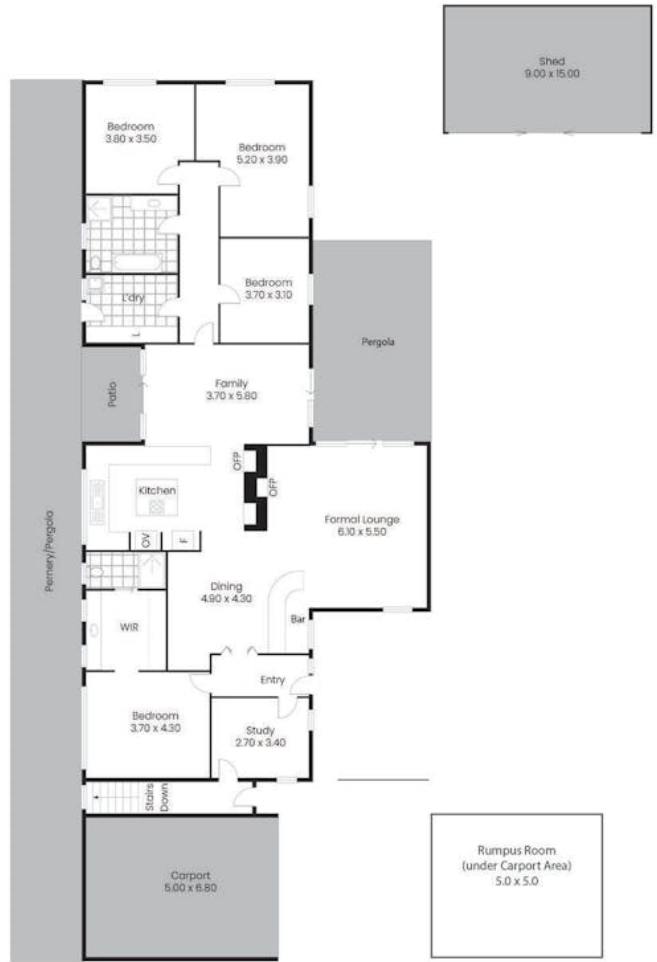 Shed
9.00 x 15.00
Bedroom
3.80 x 3.50
Bedroom
5.20 x 3.90
Bedroom
3.70 x 3.10
L'dry
L
Pergola
Patio
Family
3.70 x 5.80
OFP
OFP
Kitchen
OV
F
Formal Lounge
6.10 x 5.50
Pernery/Pergola
Dining
4.90 x 4.30
Bar
WIR
Entry
Bedroom
3.70 x 4.30
Study
2.70 x 3.40
Stairs
Down
Carport
5.00 x 6.80
Rumpus Room
(under Carport Area)
5.0 x 5.0